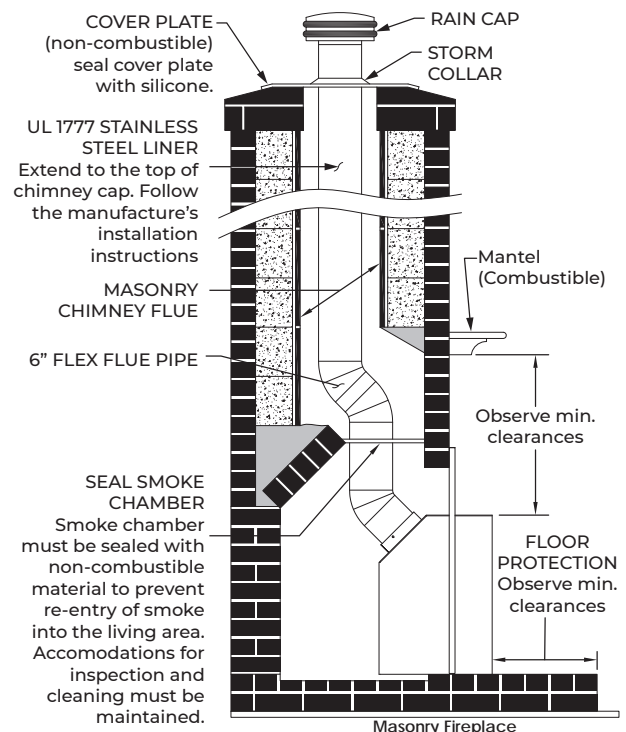 COVER PLATE
(non-combustible)
seal cover plate
with silicone.
RAIN CAP
STORM
COLLAR
UL 1777 STAINLESS
STEEL LINER
Extend to the top of
chimney cap. Follow
the manufacture's
installation
instructions
MASONRY
CHIMNEY FLUE
Mantel
(Combustible)
6” FLEX FLUE PIPE
Observe min.
clearances
SEAL SMOKE
CHAMBER
Smoke chamber
must be sealed with
non-combustible
material to prevent
re-entry of smoke
into the living area.
Accomodations for
inspection and
cleaning must be
maintained.
FLOOR
PROTECTION
Observe min.
clearances
Masonry Fireplace